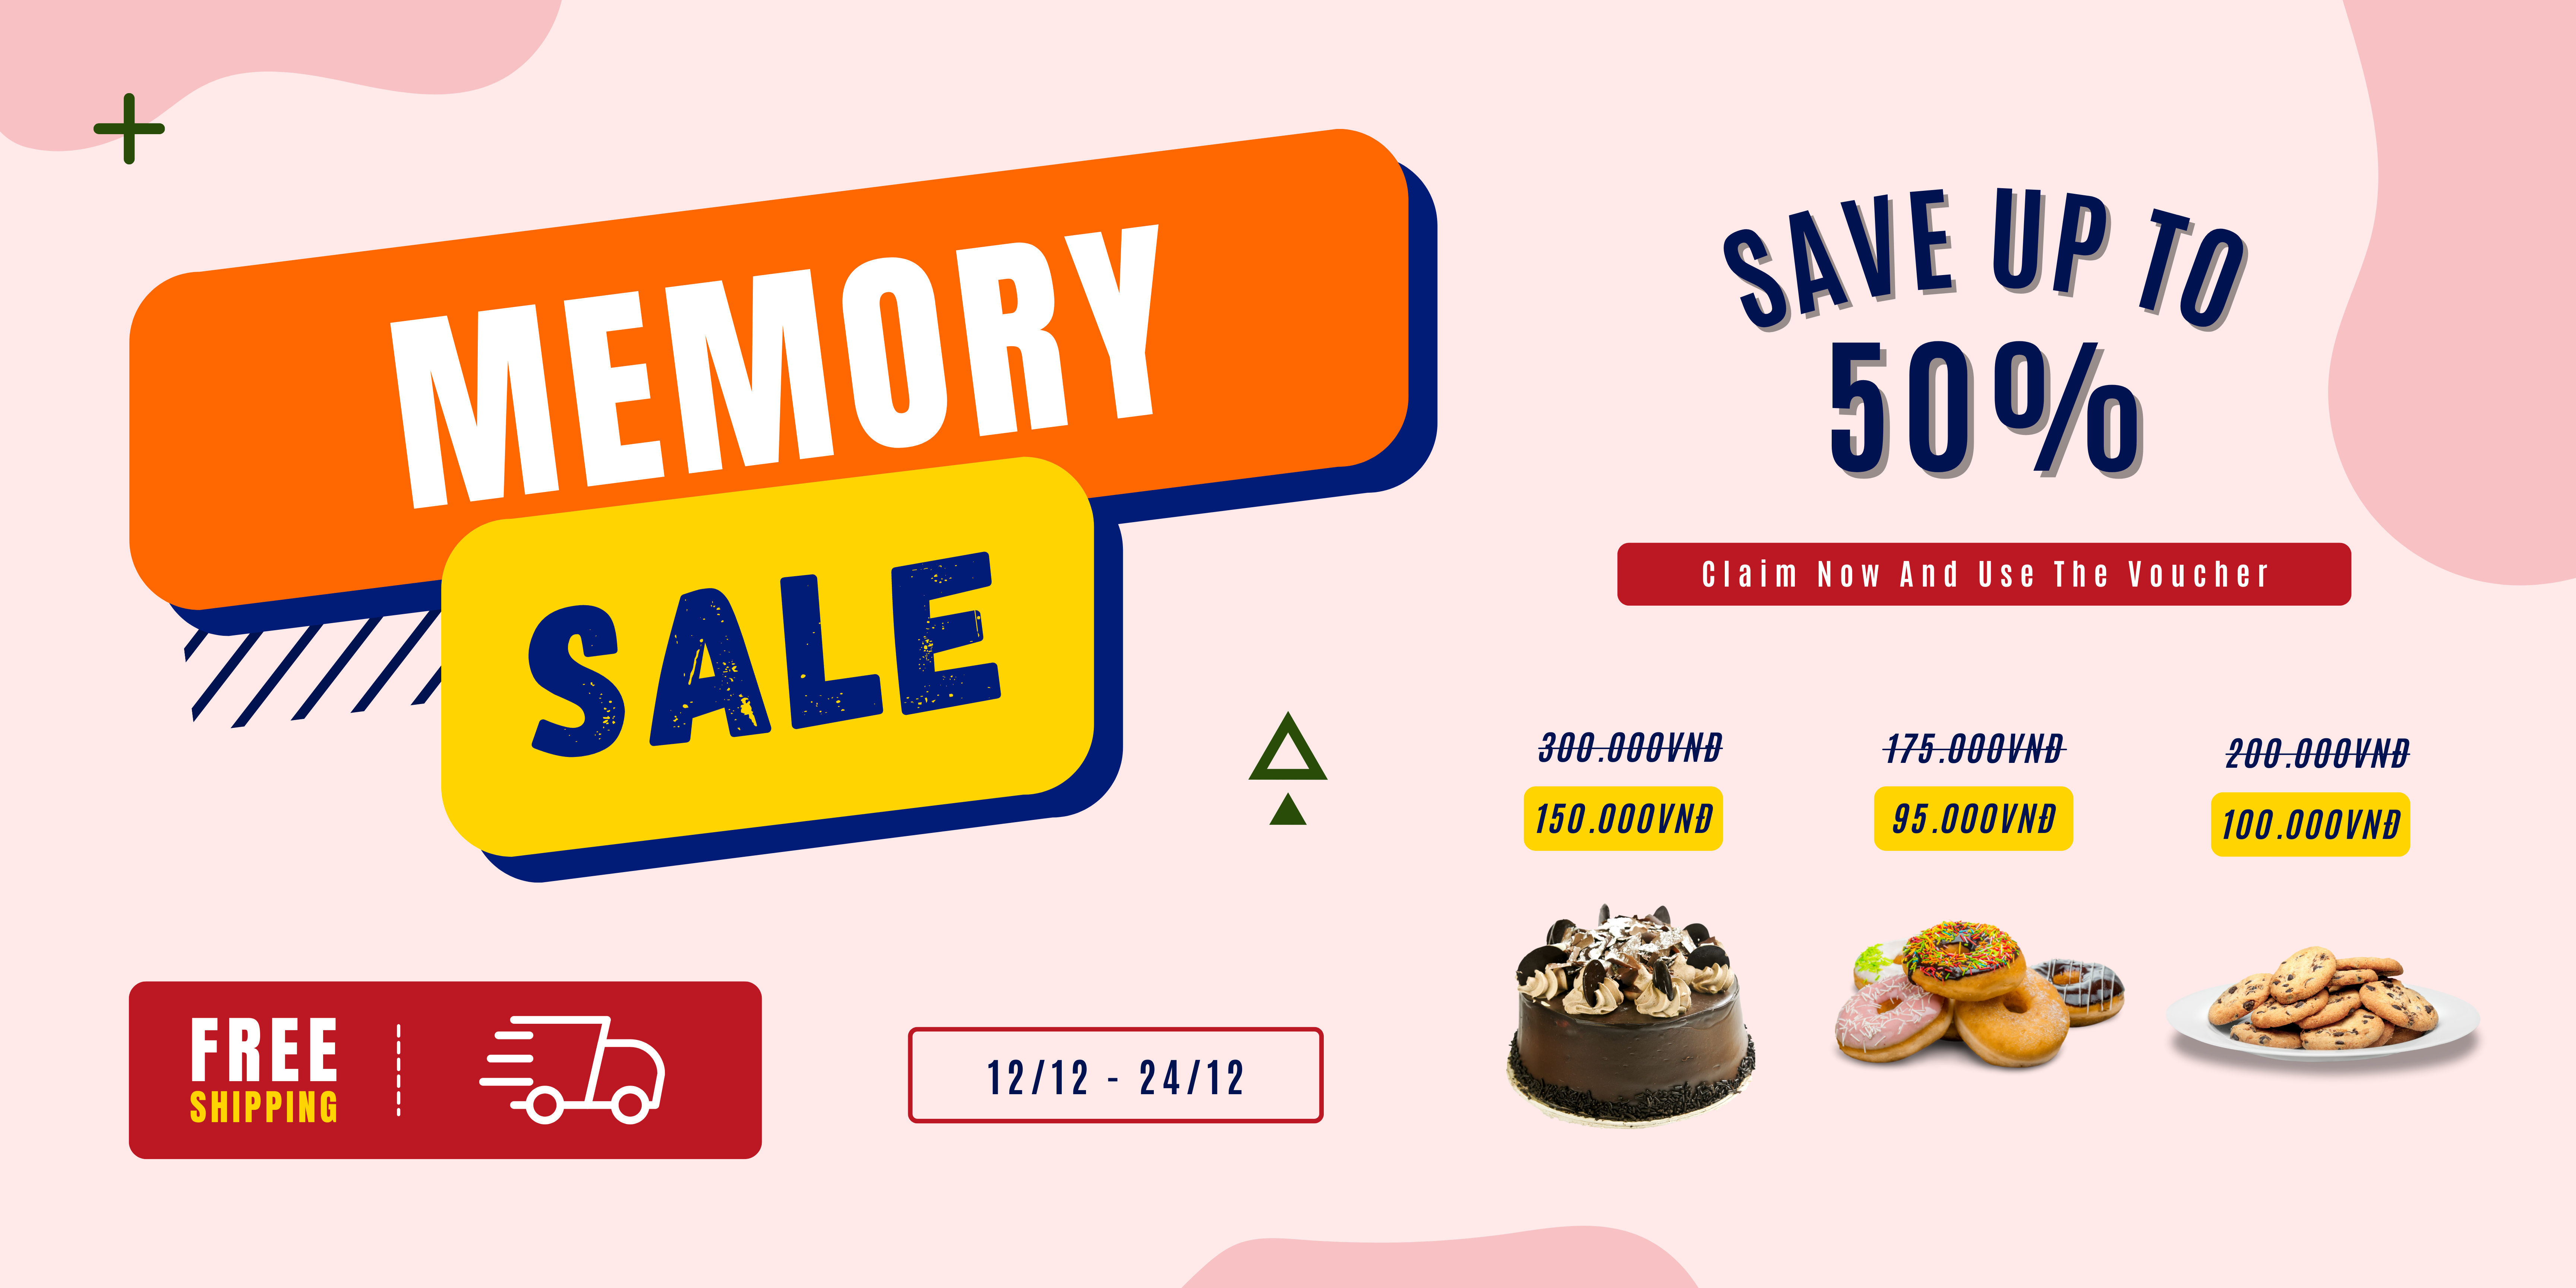 MEMORY
SALE
SAVE UP TO
50%
Claim Now And Use The Voucher
300.000VNĐ
175.000VNĐ
200.000VNĐ
150.000VNĐ
95.000VNĐ
100.000VNĐ
FREE
SHIPPING
12/12 - 24/12